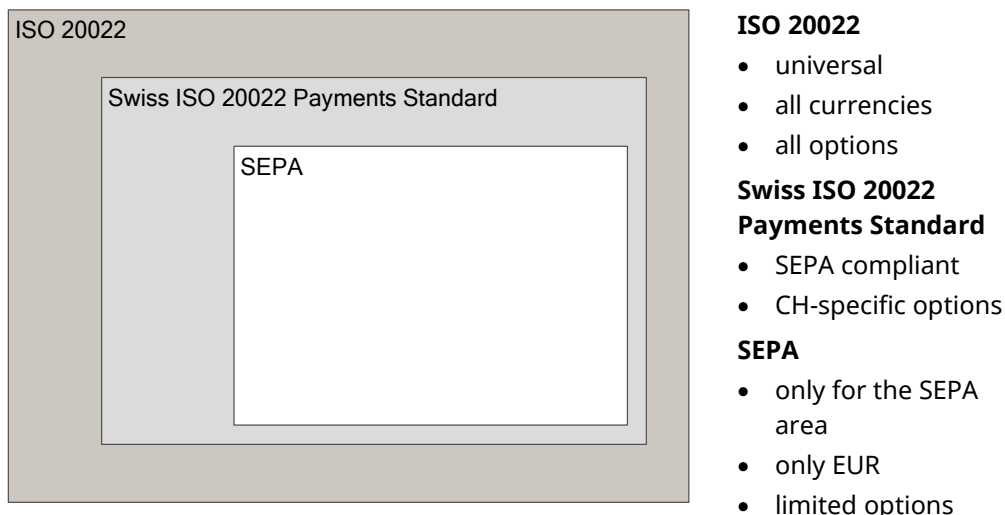 ISO 20022
Swiss ISO 20022 Payments Standard
SEPA
ISO 20022
• universal
• all currencies
• all options
Swiss ISO 20022
Payments Standard
• SEPA compliant
• CH-specific options
SEPA
• only for the SEPA
area
• only EUR
• limited options